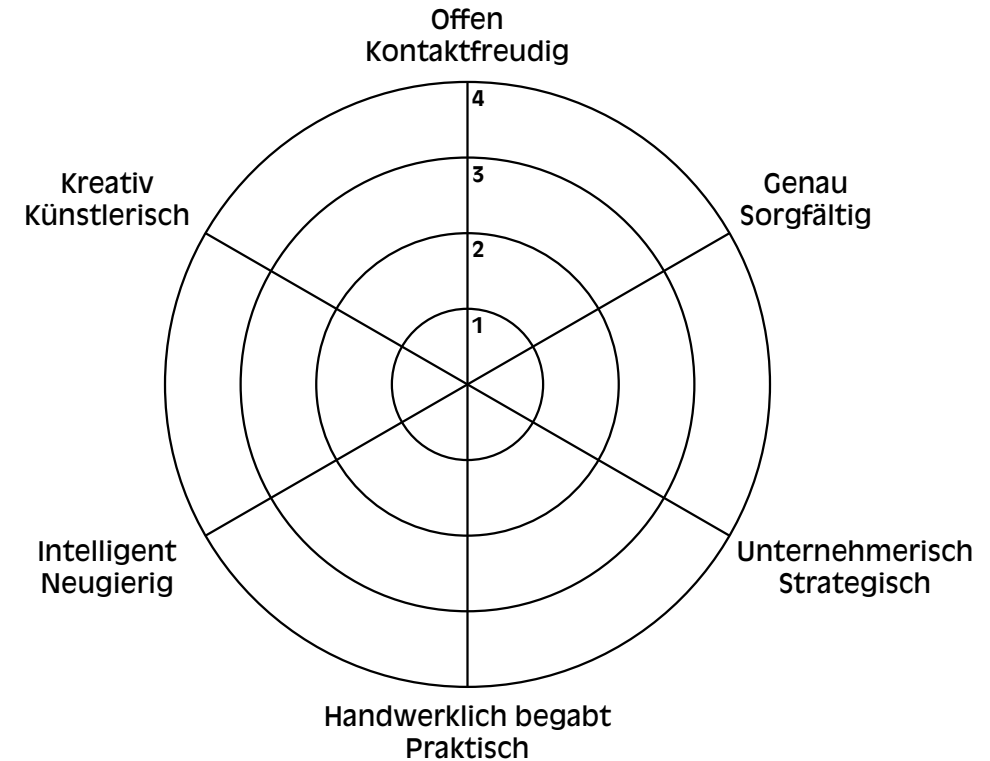 Offen
Kontaktfreudig
4
3
2
1
Kreativ
Künstlerisch
Genau
Sorgfältig
Intelligent
Neugierig
Unternehmerisch
Strategisch
Handwerklich begabt
Praktisch